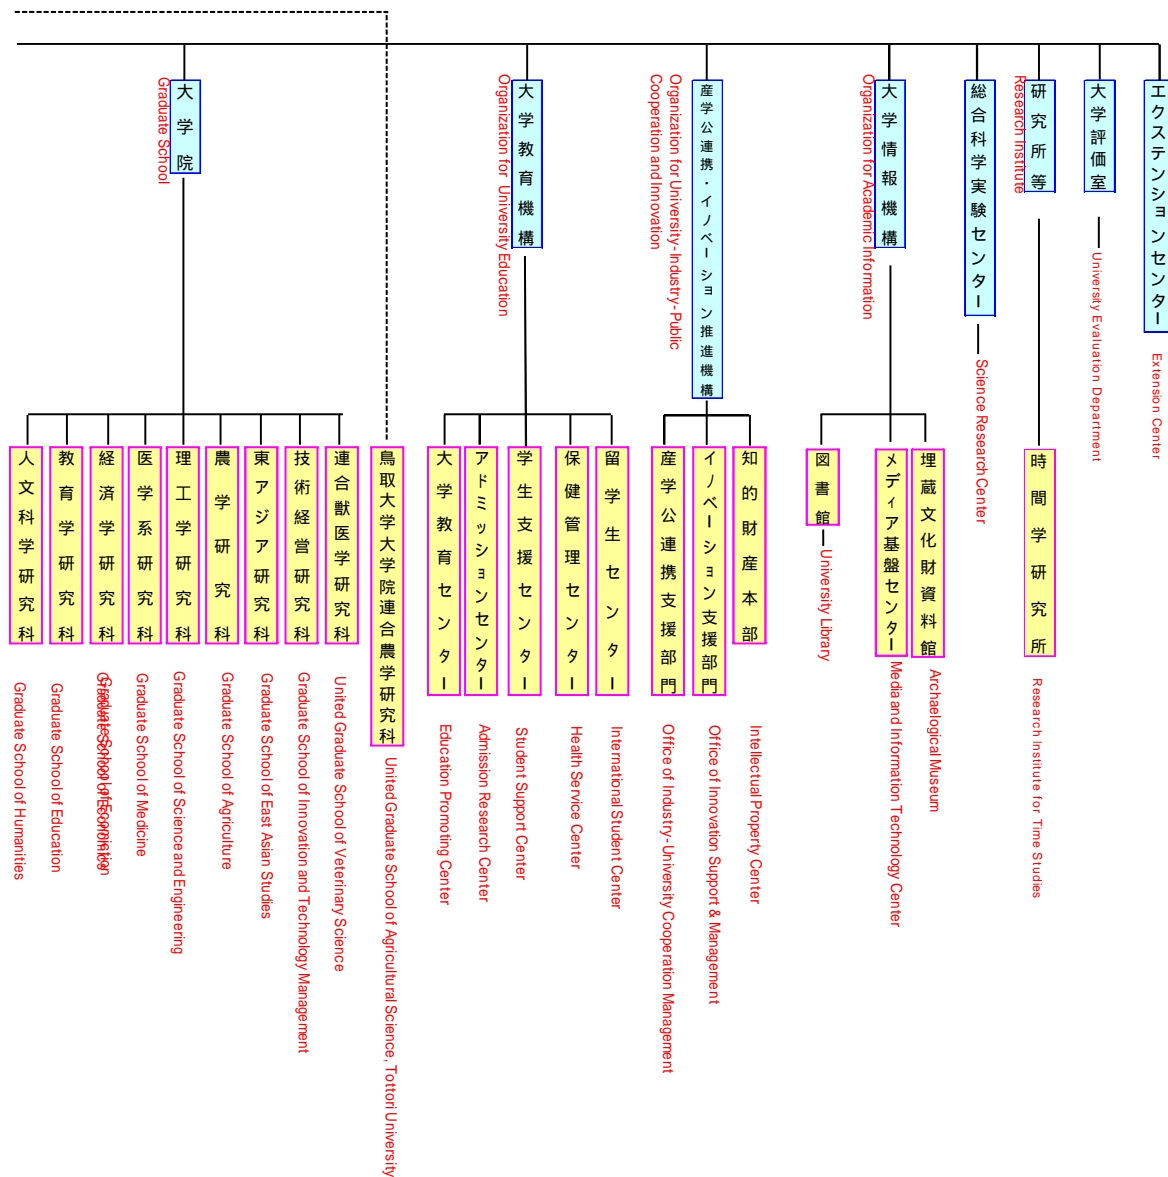 大学院
Graduate School
大学教育機構
Organization for University Education
産学公連携・イノベーション推進機構
Organization for University-Industry-Public
Cooperation and Innovation
大学情報機構
Organization for Academic Information
総合科学実験センター
Science Research Center
研究所等
Research Institute
大学評価室
University Evaluation Department
エクステンションセンター
Extension Center
人文科学研究科
Graduate School of Humanities
教育学研究科
Graduate School of Education
経済学研究科
Graduate School of Economics
医学系研究科
Graduate School of Medicine
理工学研究科
Graduate School of Science and Engineering
農学研究科
Graduate School of Agriculture
東アジア研究科
Graduate School of East Asian Studies
技術経営研究科
Graduate School of Innovation and Technology Management
連合獣医学研究科
United Graduate School of Veterinary Science
鳥取大学大学院連合農学研究科
United Graduate School of Agricultural Science, Tottori University
大学教育センター
Education Promoting Center
アドミッションセンター
Admission Research Center
学生支援センター
Student Support Center
保健管理センター
Health Service Center
留学生センター
International Student Center
産学公連携支援部門
Office of Industry-University Cooperation Management
イノベーション支援部門
Office of Innovation Support & Management
知的財産本部
Intellectual Property Center
図書館
University Library
メディア基盤センター
Media and Information Technology Center
埋蔵文化財資料館
Archaelogical Museum
時間学研究所
Research Institute for Time Studies